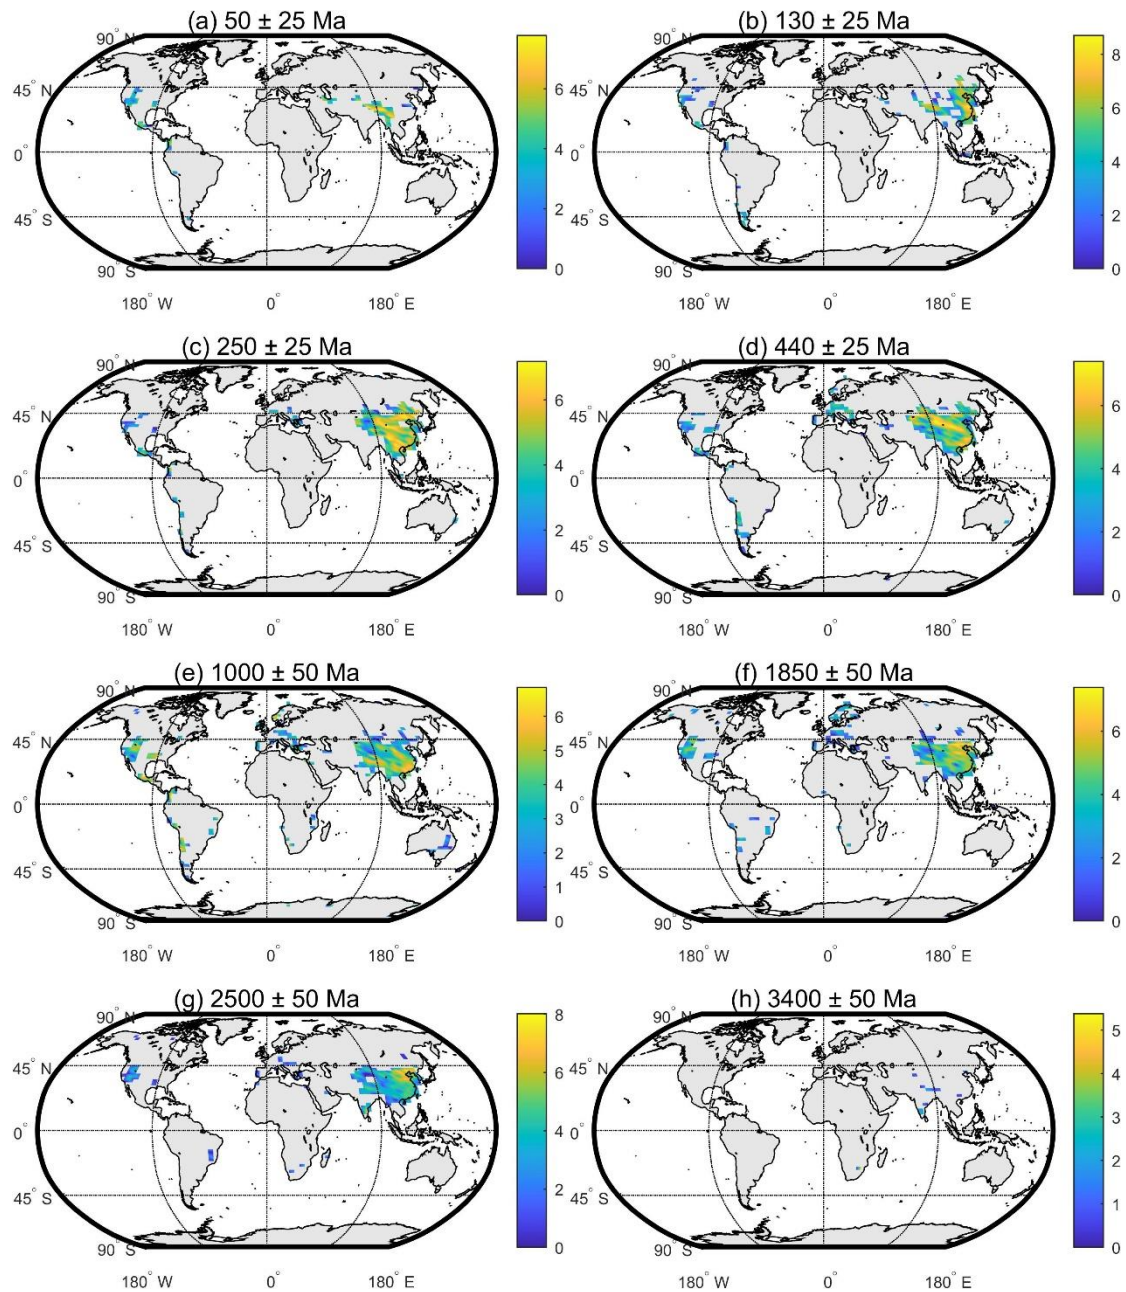 (a) 50 ± 25 Ma
90° N
45° N
0°
45° S
90° S
180° W 0° 180° E
6
4
2
0
(b) 130 ± 25 Ma
90° N
45° N
0°
45° S
90° S
180° W 0° 180° E
8
6
4
2
0
(c) 250 ± 25 Ma
90° N
45° N
0°
45° S
90° S
180° W 0° 180° E
6
4
2
0
(d) 440 ± 25 Ma
90° N
45° N
0°
45° S
90° S
180° W 0° 180° E
6
4
2
0
(e) 1000 ± 50 Ma
90° N
45° N
0°
45° S
90° S
180° W 0° 180° E
6
5
4
3
2
1
0
(f) 1850 ± 50 Ma
90° N
45° N
0°
45° S
90° S
180° W 0° 180° E
6
4
2
0
(g) 2500 ± 50 Ma
90° N
45° N
0°
45° S
90° S
180° W 0° 180° E
8
6
4
2
0
(h) 3400 ± 50 Ma
90° N
45° N
0°
45° S
90° S
180° W 0° 180° E
5
4
3
2
1
0